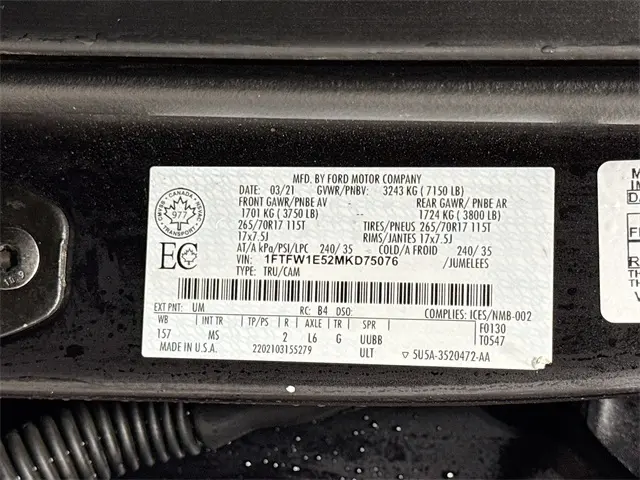 MFD. BY FORD MOTOR COMPANY
03/21 GVWR/PNBV: 3243 KG ( 7150 LB)
FRONT GAWR/PNBE AV REAR GAWR/ PNBE AR
1701 KG ( 3750 LB) 1724 KG ( 3800 LB)
265/70R17 115T TIRES/PNEUS 265/70R17 115T
17x7.5J RIMS/JANTES 17x7.5J
AT/A kPa/PSI/LPC 240/ 35 COLD/A FROID 240/ 35
VIN: 1FTFW1E52MKD75076 /JUMELEES
TYPE: TRU/CAM
CANADA
977
TRANSPORT
EC
EXT PNT: UM RC: B4 DSO: COMPLIES: ICES/NMB-002
WB INT TR TP/PS R AXLE TR SPR F0130
157 MS 2 L6 G UUBB T0547
MADE IN U.S.A. 2202103155279 ULT 5U5A-3520472-AA